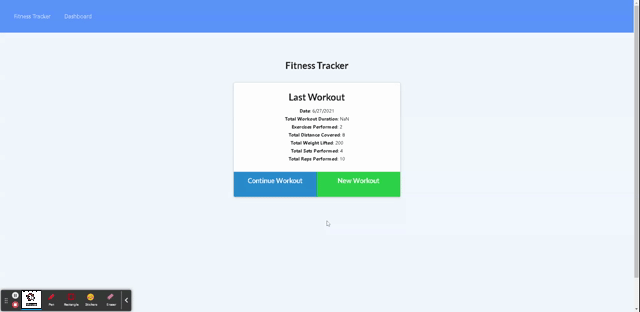 Fitness Tracker Dashboard
Fitness Tracker
Last Workout
Date: 6/27/2021
Total Workout Duration: NaN
Exercises Performed: 2
Total Distance Covered: 8
Total Weight Lifted: 200
Total Sets Performed: 4
Total Reps Performed: 10
Continue Workout New Workout
Pen Rectangle Stickers Eraser